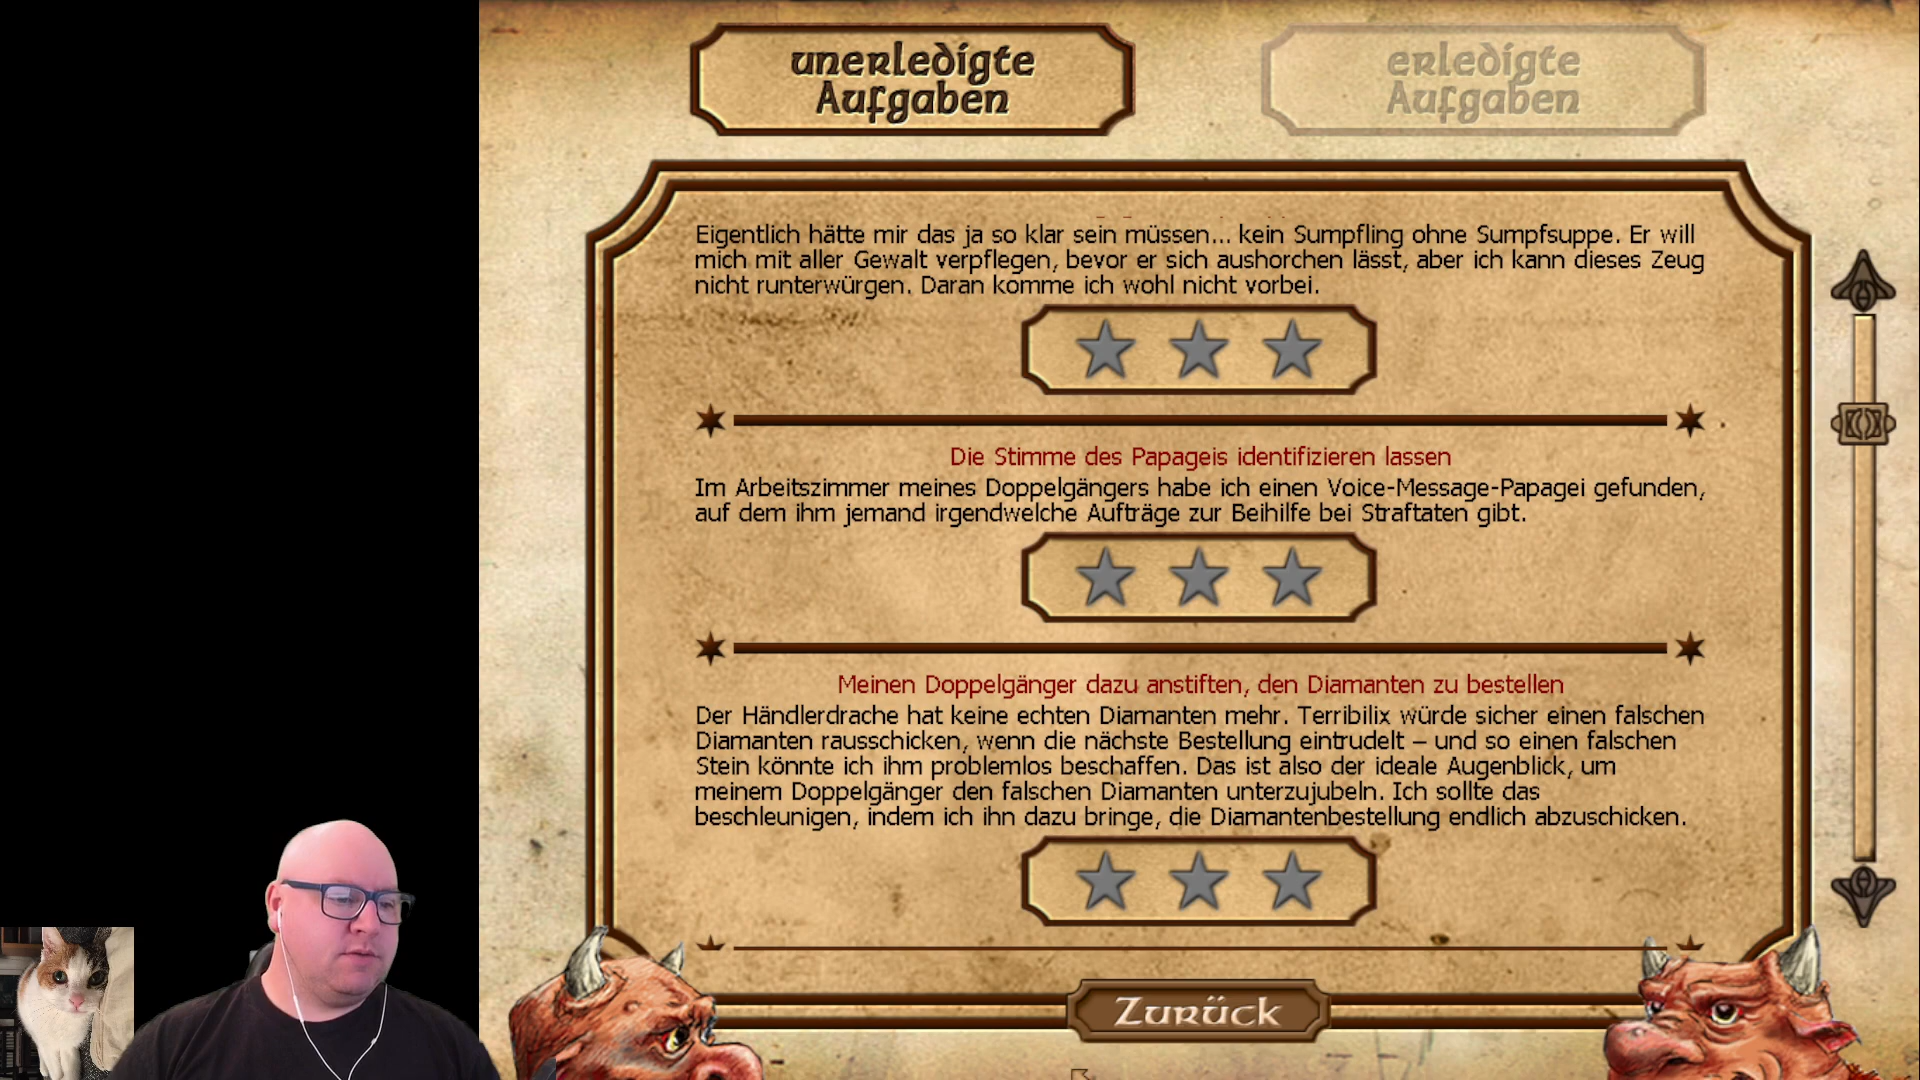 unerledigte
Aufgaben
erledigte
Aufgaben
Eigentlich hätte mir das ja so klar sein müssen... kein Sumpfling ohne Sumpfsuppe. Er will
mich mit aller Gewalt verpflegen, bevor er sich aushorchen lässt, aber ich kann dieses Zeug
nicht runterwürgen. Daran komme ich wohl nicht vorbei.
Die Stimme des Papageis identifizieren lassen
Im Arbeitszimmer meines Doppelgängers habe ich einen Voice-Message-Papagei gefunden,
auf dem ihm jemand irgendwelche Aufträge zur Beihilfe bei Straftaten gibt.
Meinen Doppelgänger dazu anstiften, den Diamanten zu bestellen
Der Händlerdrache hat keine echten Diamanten mehr. Terribilix würde sicher einen falschen
Diamanten rausschicken, wenn die nächste Bestellung eintrudelt – und so einen falschen
Stein könnte ich ihm problemlos beschaffen. Das ist also der ideale Augenblick, um
meinem Doppelgänger den falschen Diamanten unterzujubeln. Ich sollte das
beschleunigen, indem ich ihn dazu bringe, die Diamantenbestellung endlich abzuschicken.
Zurück